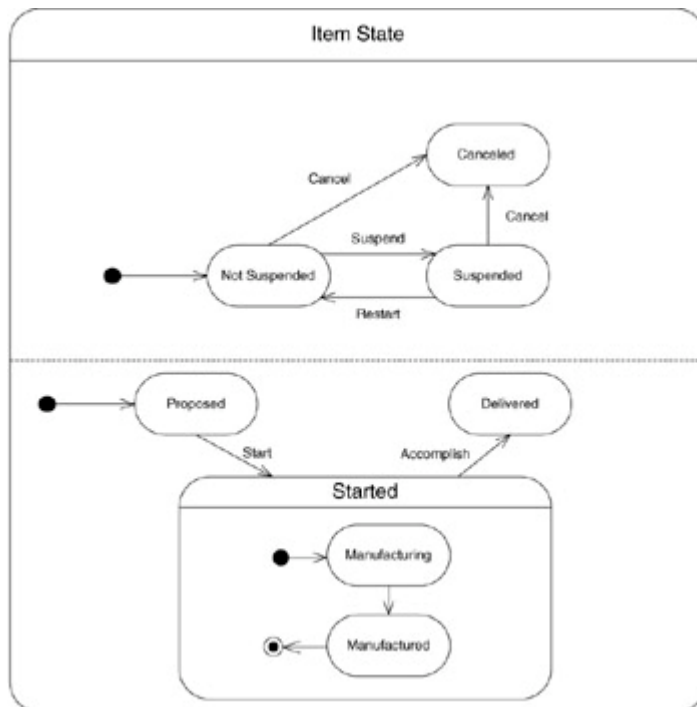 Item State
Canceled
Cancel
Cancel
Suspend
Not Suspended
Suspended
Restart
Proposed
Delivered
Start
Accomplish
Started
Manufacturing
Manufactured